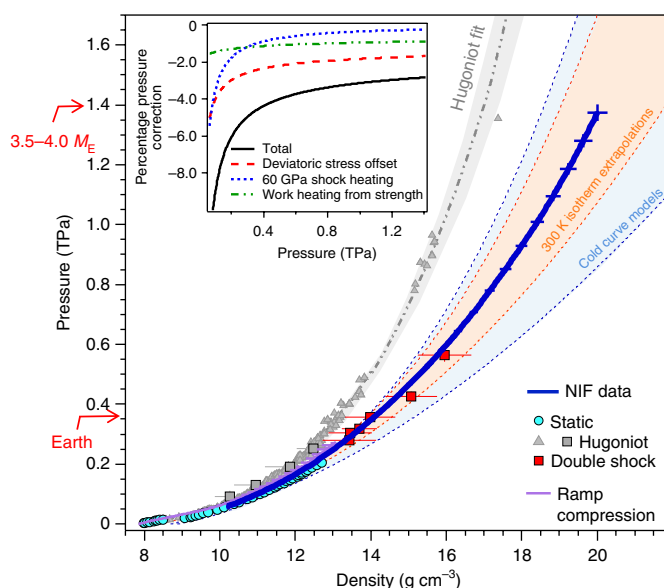 1.6
1.4
1.2
1.0
0.8
0.6
0.4
0.2
0
Pressure (TPa)
3.5–4.0 M_E
Earth
0
−2.0
−4.0
−6.0
−8.0
Percentage pressure
correction
Total
Deviatoric stress offset
60 GPa shock heating
Work heating from strength
0.4
0.8
1.2
Pressure (TPa)
Hugoniot fit
300 K isotherm extrapolations
Cold curve models
NIF data
Static
Hugoniot
Double shock
Ramp
compression
8
10
12
14
16
18
20
Density (g cm⁻³)